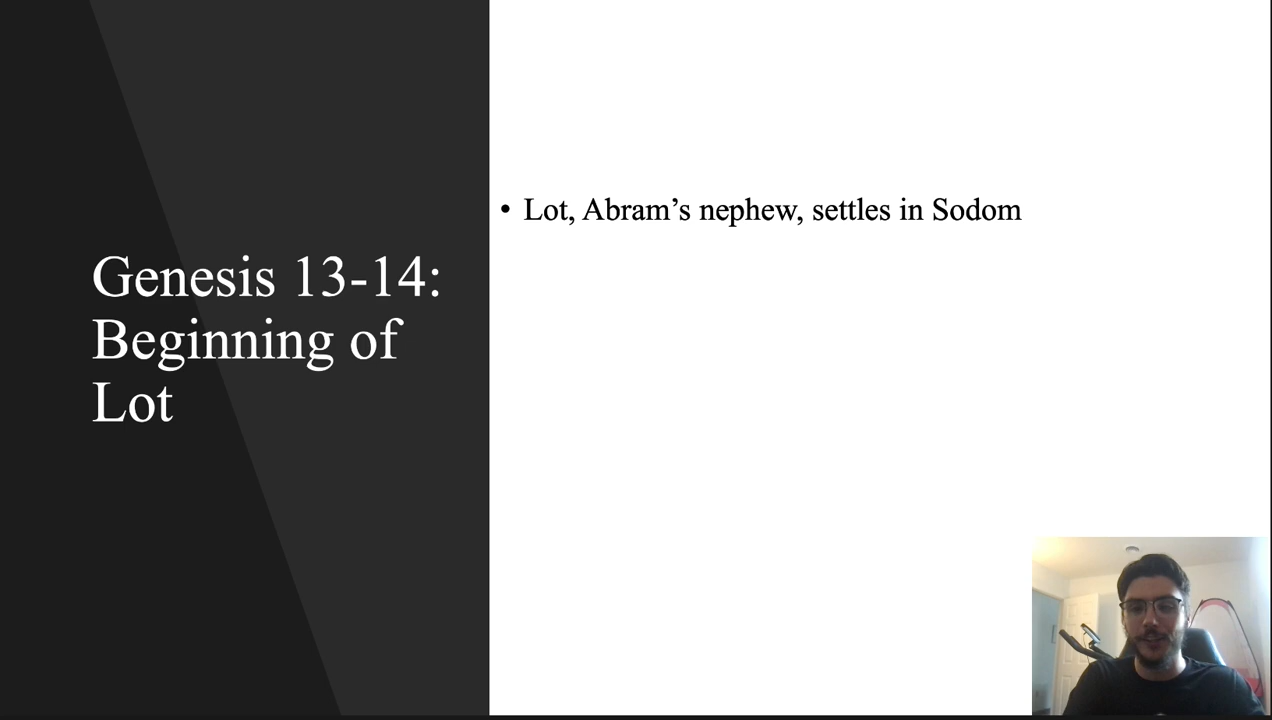 Genesis 13-14:
Beginning of
Lot
• Lot, Abram’s nephew, settles in Sodom